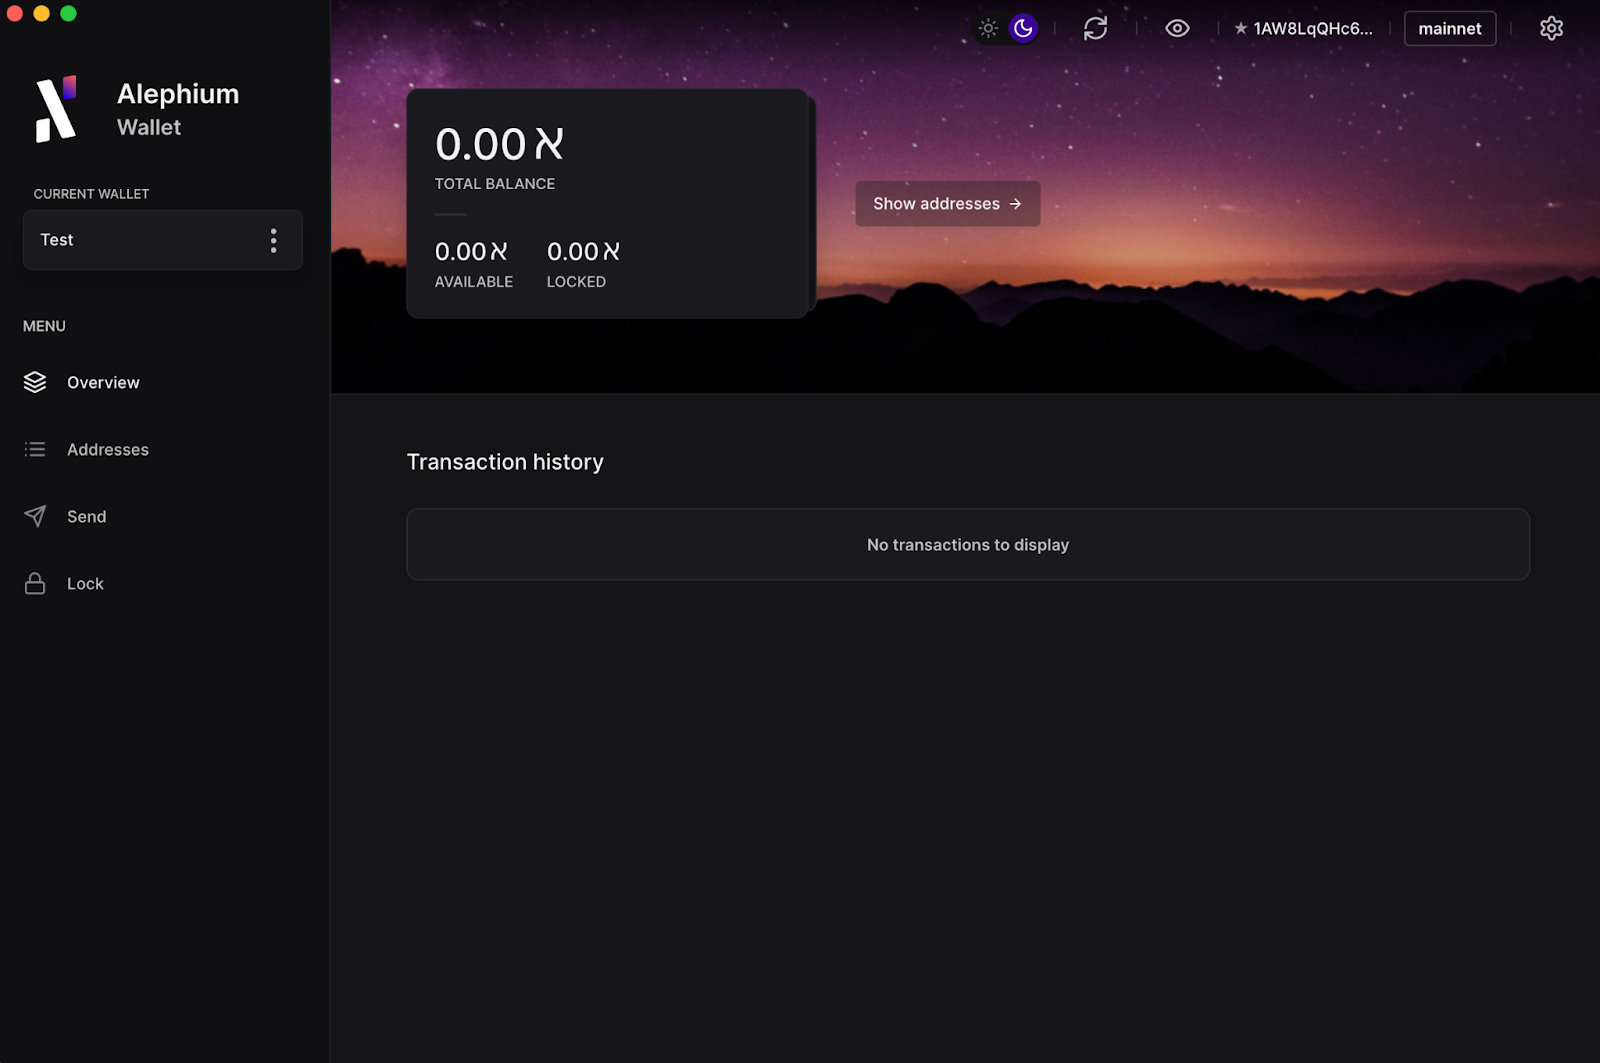 Alephium
Wallet
CURRENT WALLET
Test
MENU
Overview
Addresses
Send
Lock
★ 1AW8LqQHc6...
mainnet
0.00 א
TOTAL BALANCE
0.00 א 0.00 א
AVAILABLE LOCKED
Show addresses →
Transaction history
No transactions to display